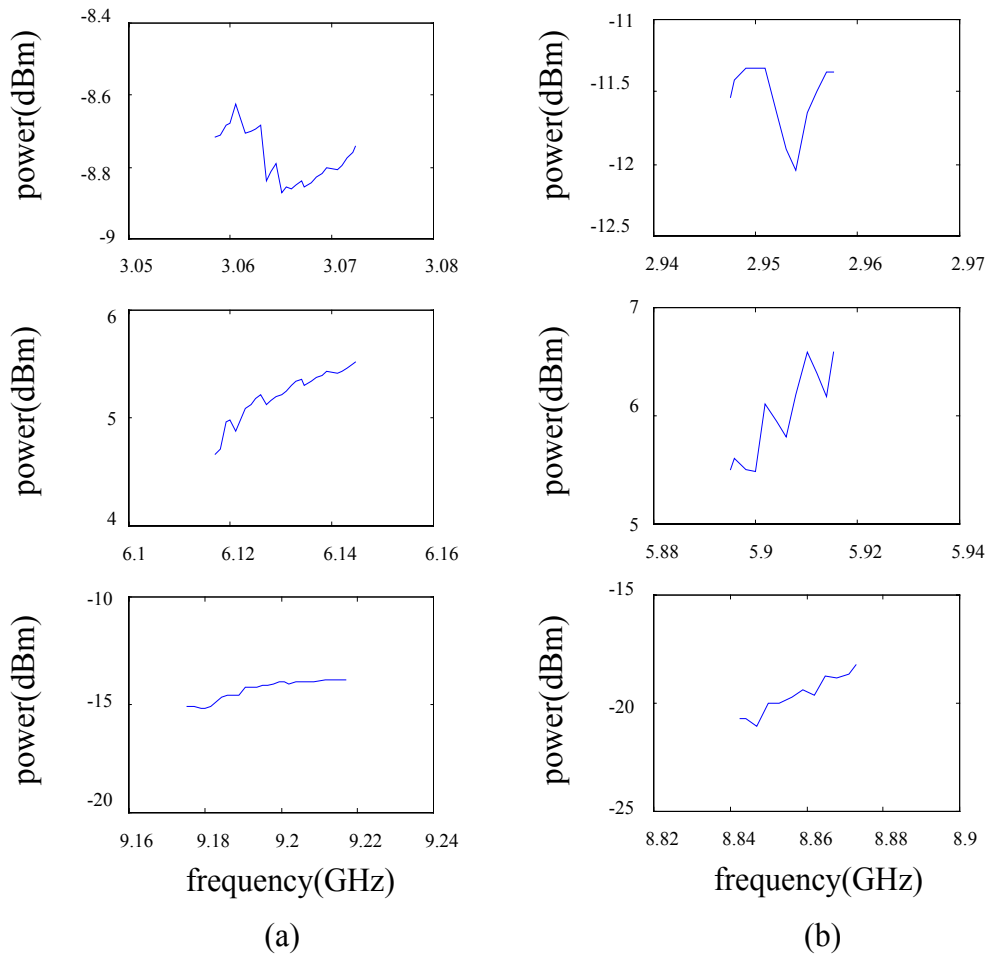 -8.4
-8.6
-8.8
-9
power(dBm)
3.05 3.06 3.07 3.08
-11
-11.5
-12
-12.5
power(dBm)
2.94 2.95 2.96 2.97
6
5
4
power(dBm)
6.1 6.12 6.14 6.16
7
6
5
power(dBm)
5.88 5.9 5.92 5.94
-10
-15
-20
power(dBm)
9.16 9.18 9.2 9.22 9.24
frequency(GHz)
(a)
-15
-20
-25
power(dBm)
8.82 8.84 8.86 8.88 8.9
frequency(GHz)
(b)